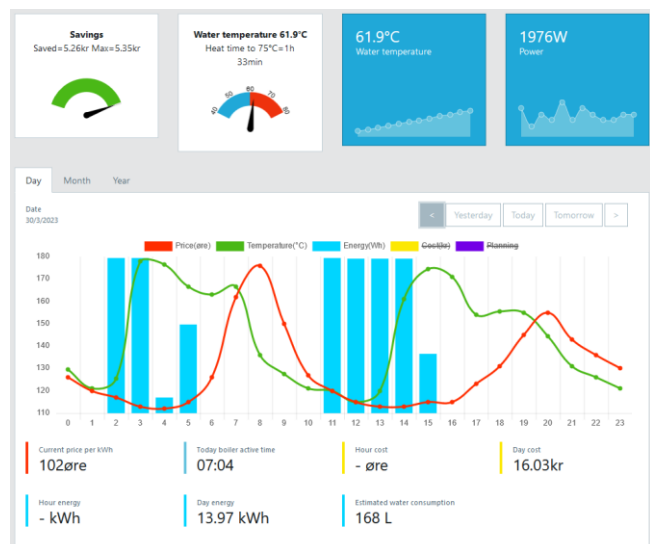 Savings
Saved=5.26kr Max=5.35kr
Water temperature 61.9°C
Heat time to 75°C=1h
33min
40 50 60 70 80
61.9°C
Water temperature
1976W
Power
Day Month Year
Date
30/3/2023
< Yesterday Today Tomorrow >
Price(øre) Temperature(°C) Energy(Wh) Cost(kr) Planning
180
170
160
150
140
130
120
110
0 1 2 3 4 5 6 7 8 9 10 11 12 13 14 15 16 17 18 19 20 21 22 23
Current price per kWh
102øre
Today boiler active time
07:04
Hour cost
- øre
Day cost
16.03kr
Hour energy
- kWh
Day energy
13.97 kWh
Estimated water consumption
168 L